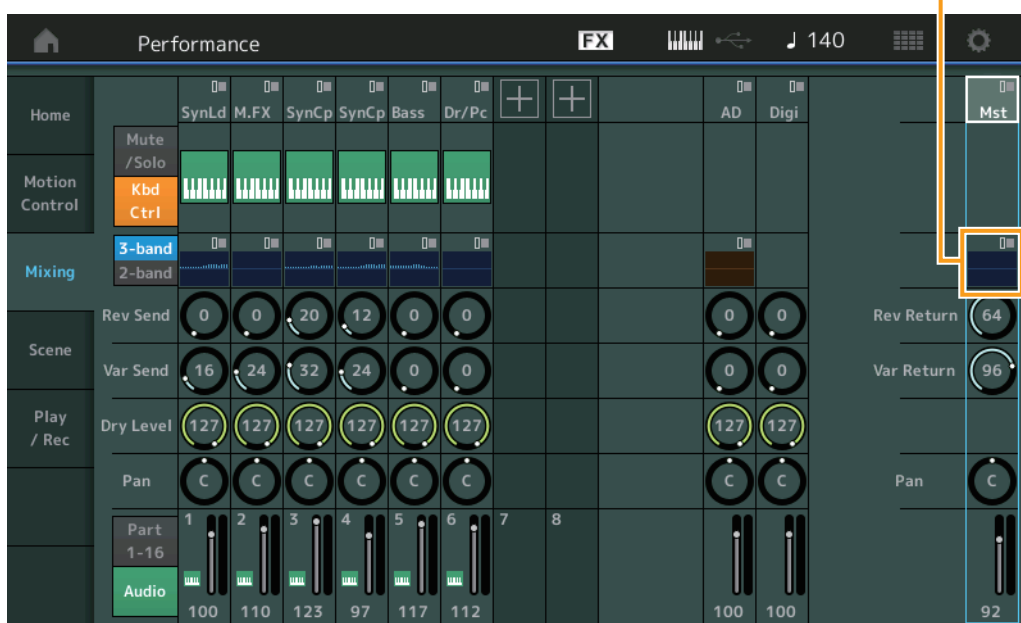 Performance
FX
140
Home
Motion
Control
Mixing
Scene
Play
/ Rec
SynLd M.FX SynCp SynCp Bass Dr/Pc AD Digi Mst
Mute
/Solo
Kbd
Ctrl
3-band
2-band
Rev Send 0 0 20 12 0 0 0 0 Rev Return 64
Var Send 16 24 32 24 0 0 0 0 Var Return 96
Dry Level 127 127 127 127 127 127 127 127
Pan C C C C C C C C Pan C
Part
1-16
Audio
1 2 3 4 5 6 7 8
100 110 123 97 117 112 100 100 92